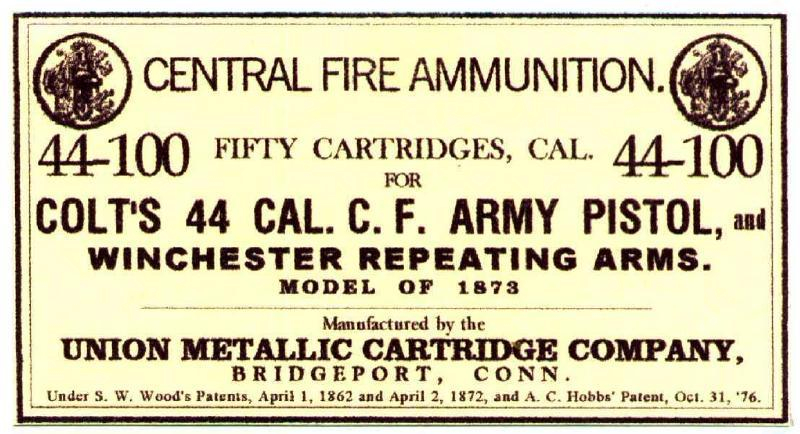 CENTRAL FIRE AMMUNITION.
44-100 FIFTY CARTRIDGES, CAL. 44-100
FOR
COLT'S 44 CAL. C. F. ARMY PISTOL, and
WINCHESTER REPEATING ARMS.
MODEL OF 1873
Manufactured by the
UNION METALLIC CARTRIDGE COMPANY,
BRIDGEPORT, CONN.
Under S. W. Wood's Patents, April 1, 1862 and April 2, 1872, and A. C. Hobbs' Patent, Oct. 31, '76.